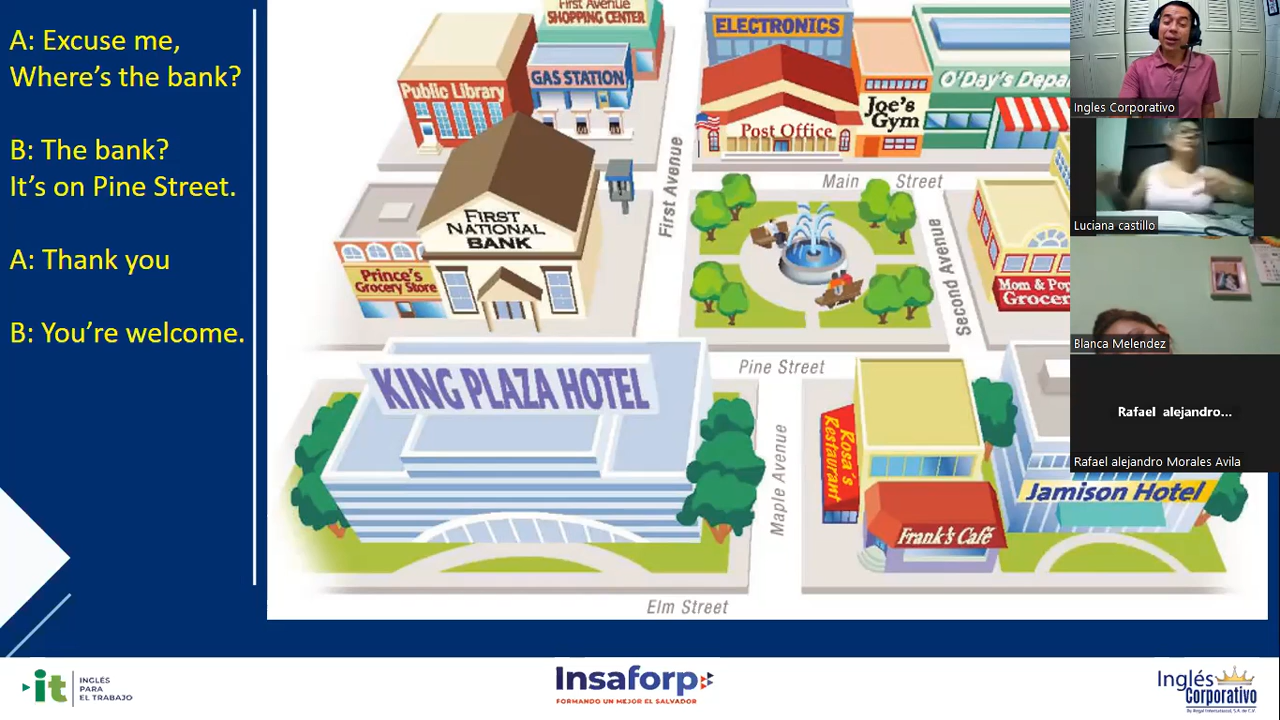 A: Excuse me,
Where's the bank?
B: The bank?
It's on Pine Street.
A: Thank you
B: You're welcome.
First Avenue
SHOPPING CENTER
Public Library
GAS STATION
ELECTRONICS
Post Office
Joe's
Gym
O'Day's Depa
First Avenue
Main Street
FIRST
NATIONAL
BANK
Prince's
Grocery Store
Second Avenue
Mom & Pop
Grocer
Pine Street
KING PLAZA HOTEL
Maple Avenue
Rosa's
Restaurant
Frank's Café
Jamison Hotel
Elm Street
Ingles Corporativo
Luciana castillo
Blanca Melendez
Rafael alejandro...
Rafael alejandro Morales Avila
it
INGLÉS
PARA
EL TRABAJO
Insaforp
FORMANDO UN MEJOR EL SALVADOR
Inglés
Corporativo